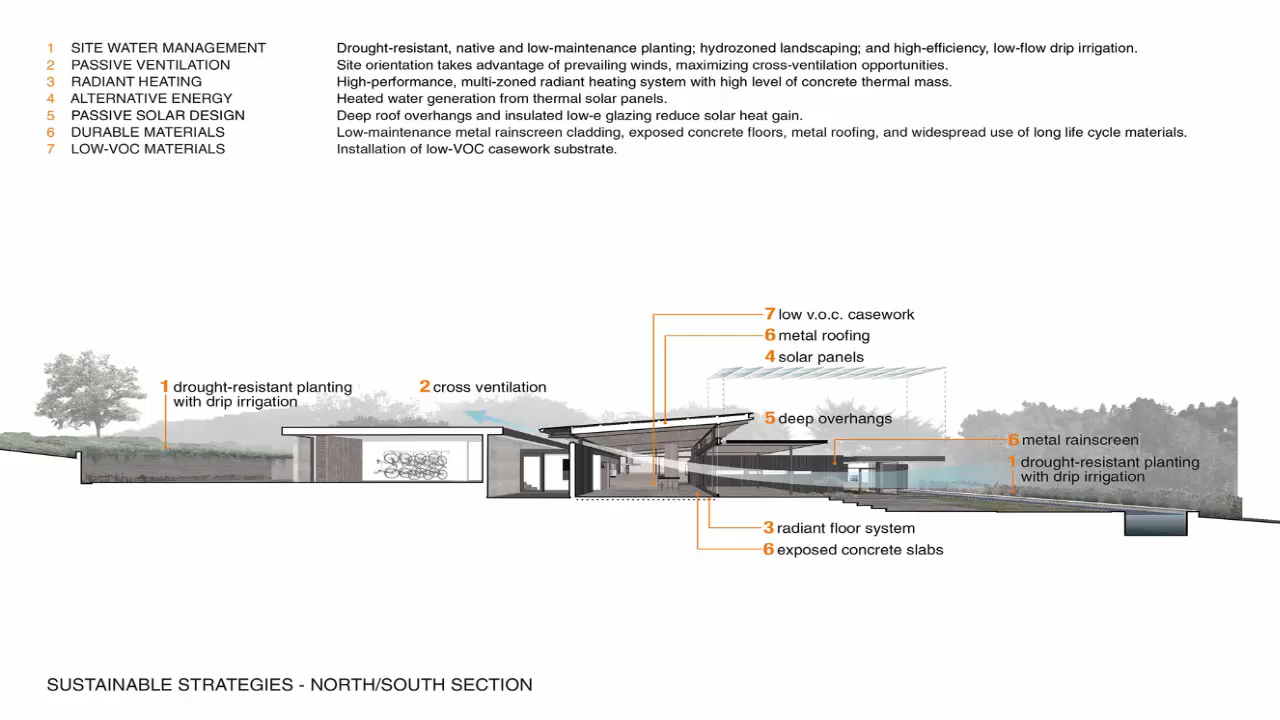 1 SITE WATER MANAGEMENT Drought-resistant, native and low-maintenance planting; hydrozoned landscaping; and high-efficiency, low-flow drip irrigation.
2 PASSIVE VENTILATION Site orientation takes advantage of prevailing winds, maximizing cross-ventilation opportunities.
3 RADIANT HEATING High-performance, multi-zoned radiant heating system with high level of concrete thermal mass.
4 ALTERNATIVE ENERGY Heated water generation from thermal solar panels.
5 PASSIVE SOLAR DESIGN Deep roof overhangs and insulated low-e glazing reduce solar heat gain.
6 DURABLE MATERIALS Low-maintenance metal rainscreen cladding, exposed concrete floors, metal roofing, and widespread use of long life cycle materials.
7 LOW-VOC MATERIALS Installation of low-VOC casework substrate.
7 low v.o.c. casework
6 metal roofing
4 solar panels
1 drought-resistant planting
with drip irrigation
2 cross ventilation
5 deep overhangs
6 metal rainscreen
1 drought-resistant planting
with drip irrigation
3 radiant floor system
6 exposed concrete slabs
SUSTAINABLE STRATEGIES - NORTH/SOUTH SECTION